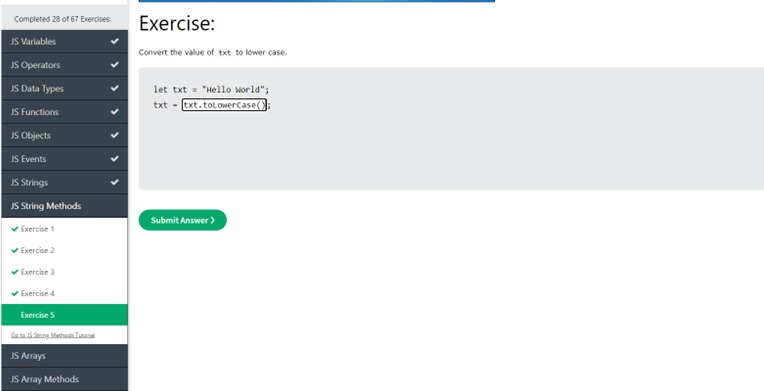 Completed 28 of 67 Exercises:
JS Variables
JS Operators
JS Data Types
JS Functions
JS Objects
JS Events
JS Strings
JS String Methods
Exercise 1
Exercise 2
Exercise 3
Exercise 4
Exercise 5
Go to JS String Methods Tutorial
JS Arrays
JS Array Methods
Exercise:
Convert the value of txt to lower case.
let txt = "Hello World";
txt = txt.toLowerCase();
Submit Answer ❯